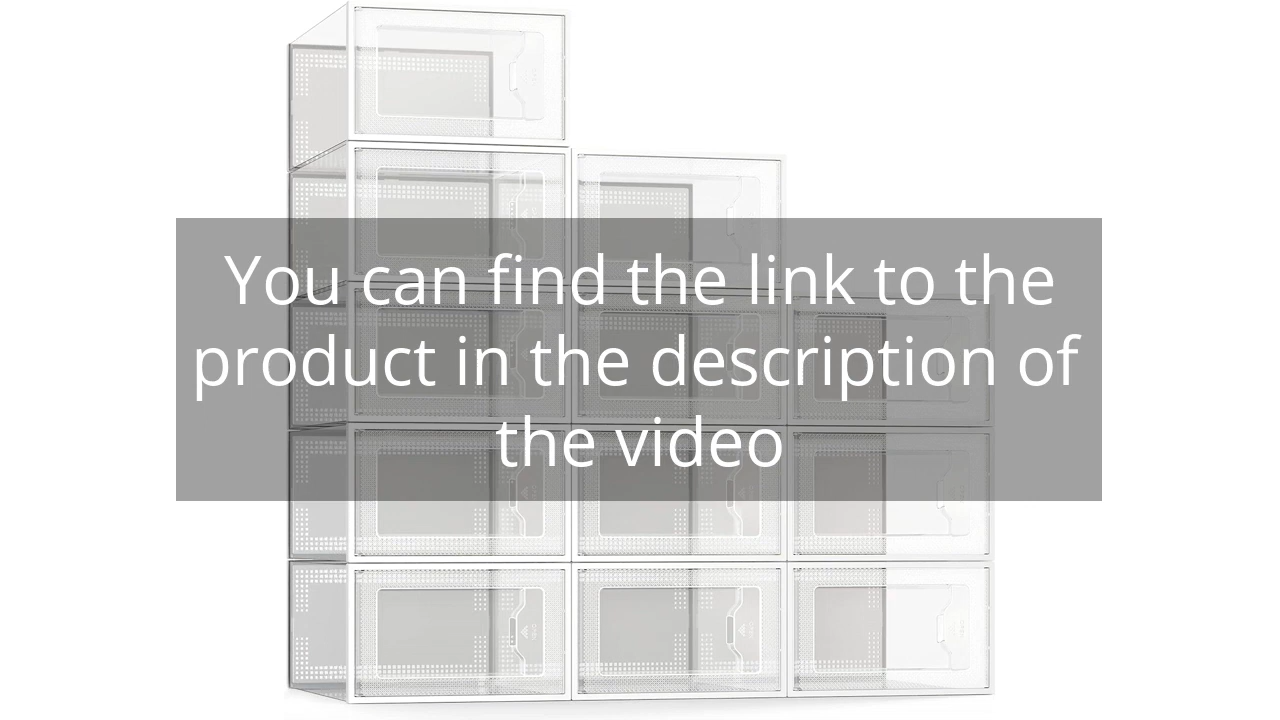 You can find the link to the
product in the description of
the video